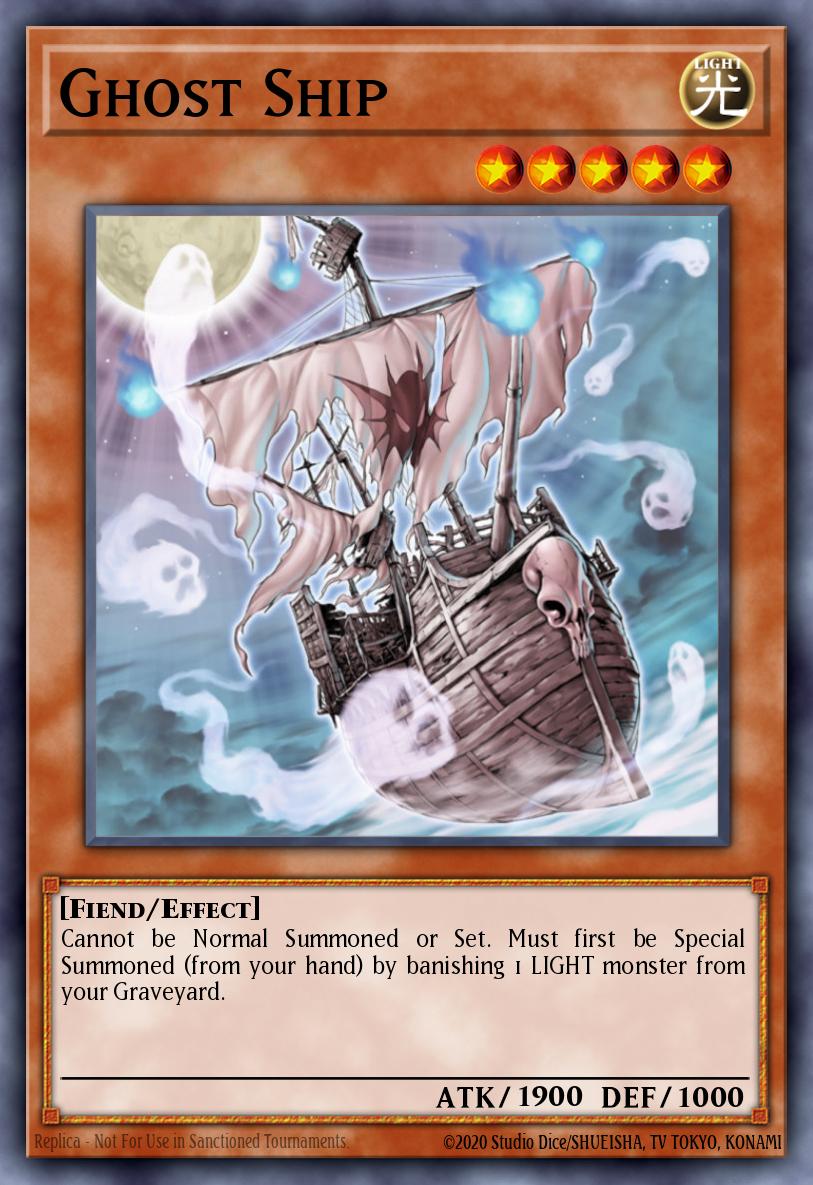 Ghost Ship
LIGHT
光
[Fiend/Effect]
Cannot be Normal Summoned or Set. Must first be Special
Summoned (from your hand) by banishing 1 LIGHT monster from
your Graveyard.
ATK/1900 DEF/1000
Replica - Not For Use in Sanctioned Tournaments.
©2020 Studio Dice/SHUEISHA, TV TOKYO, KONAMI